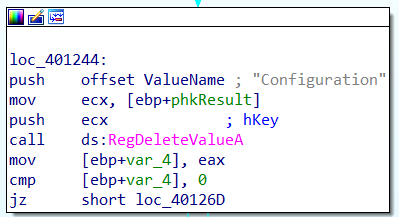 loc_401244:
push offset ValueName ; "Configuration"
mov ecx, [ebp+phkResult]
push ecx ; hKey
call ds:RegDeleteValueA
mov [ebp+var_4], eax
cmp [ebp+var_4], 0
jz short loc_40126D